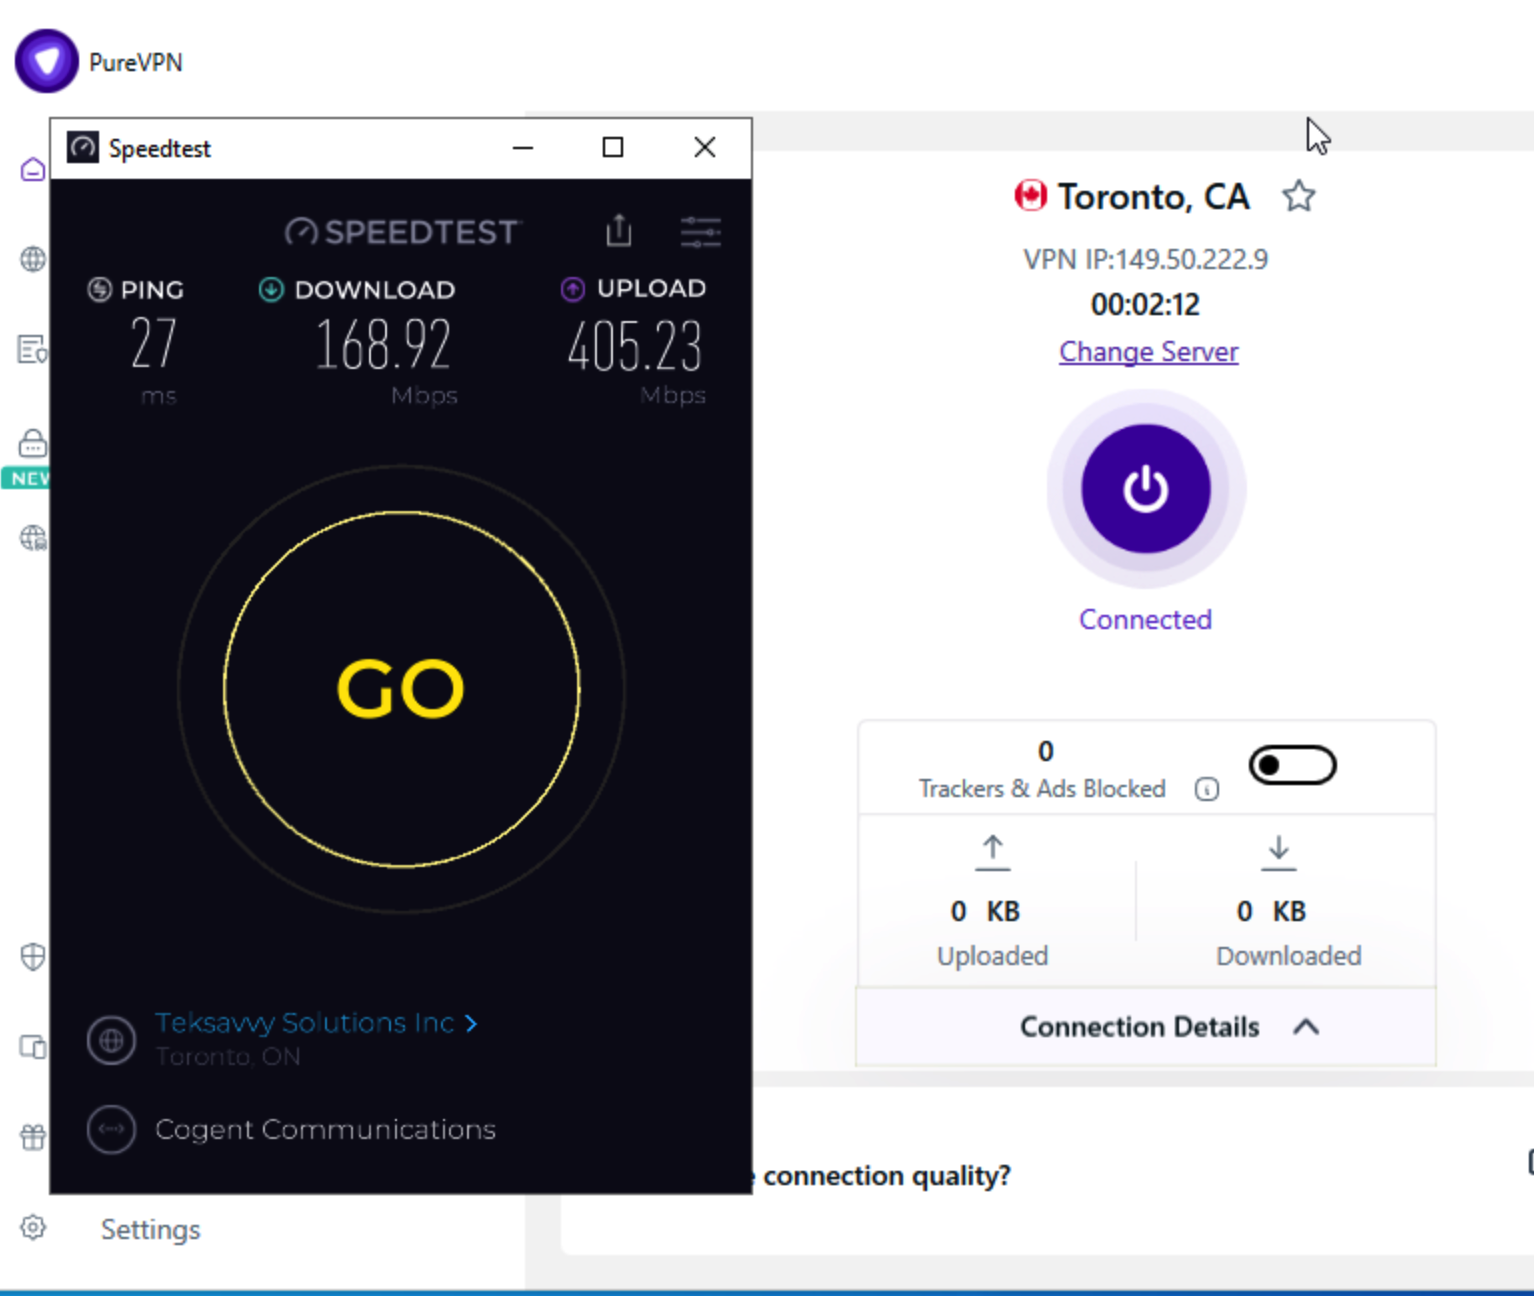 PureVPN
Speedtest
SPEEDTEST
PING
DOWNLOAD
UPLOAD
27
168.92
405.23
ms
Mbps
Mbps
NEW
GO
Teksavvy Solutions Inc
Toronto, ON
Cogent Communications
Settings
Toronto, CA
VPN IP:149.50.222.9
00:02:12
Change Server
Connected
0
Trackers & Ads Blocked
0 KB
0 KB
Uploaded
Downloaded
Connection Details
connection quality?